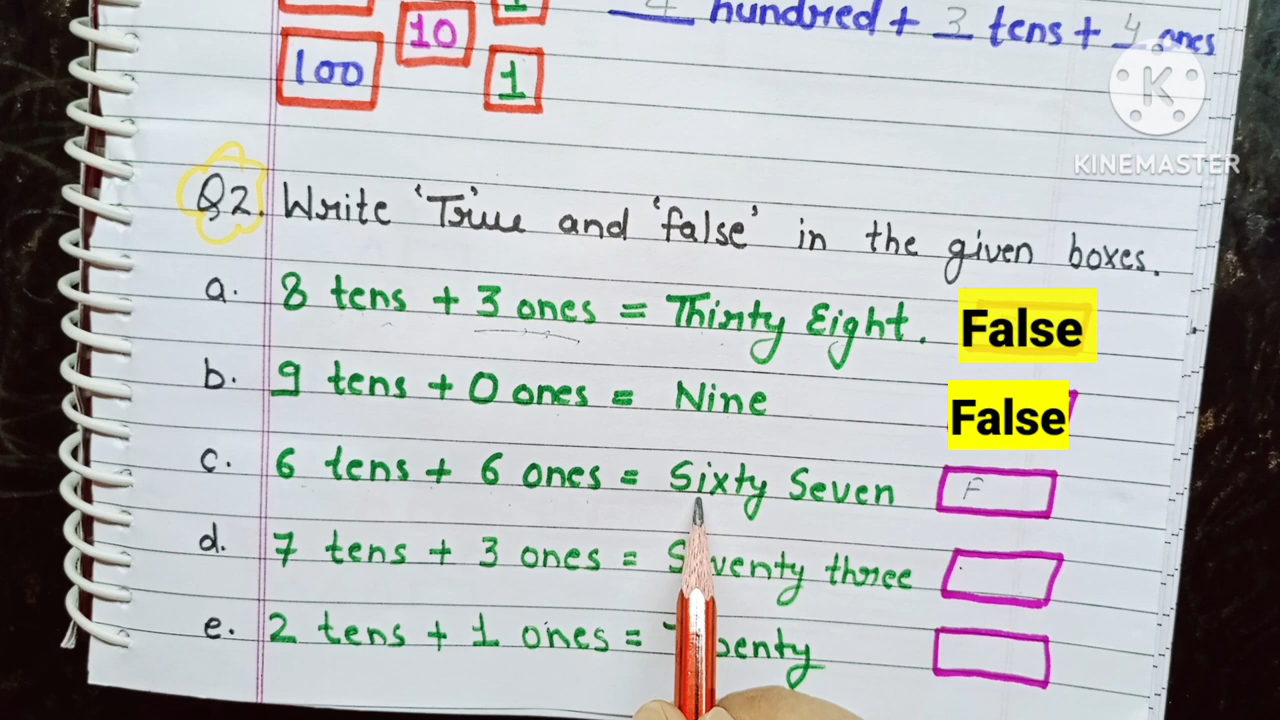 1
4 hundred + 3 tens + 4 ones
10
100
1
KINEMASTER
Q2. Write 'True and 'false' in the given boxes.
a. 8 tens + 3 ones = Thirty Eight. False
b. 9 tens + 0 ones = Nine False
c. 6 tens + 6 ones = Sixty Seven F
d. 7 tens + 3 ones = Seventy three
e. 2 tens + 1 ones = Twenty